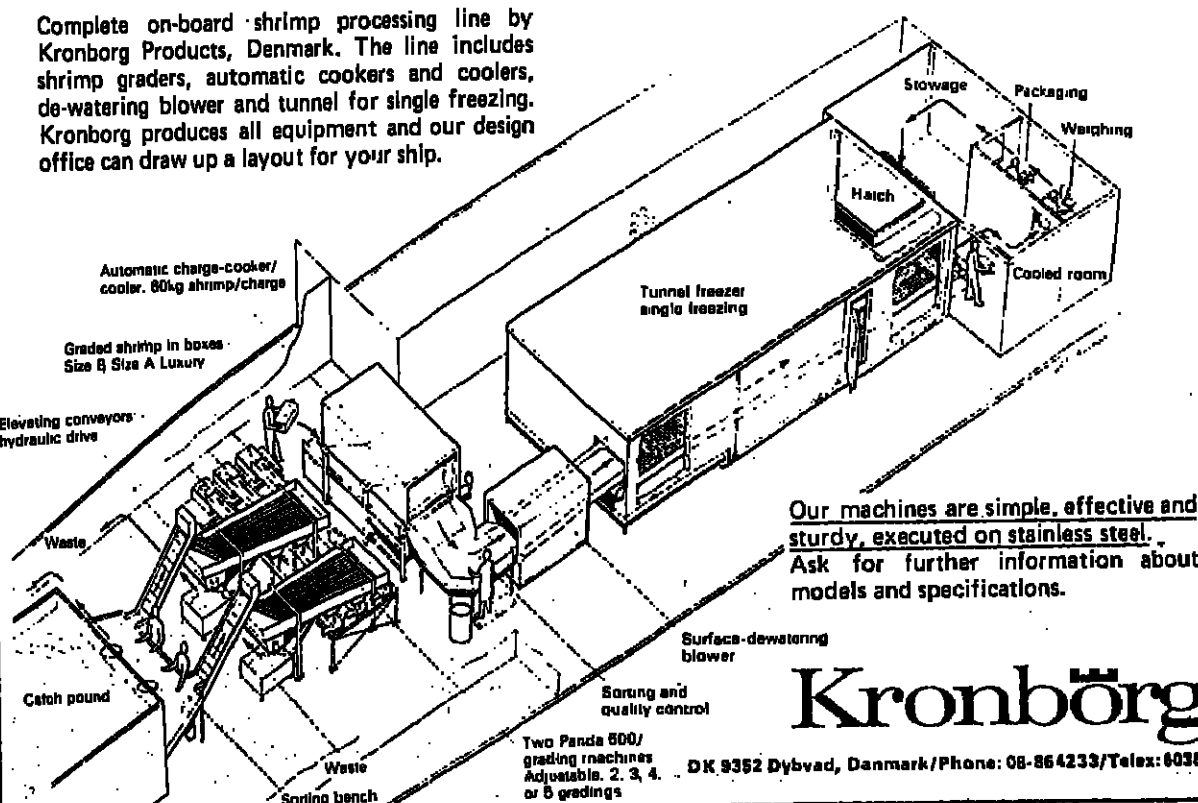 Complete on-board shrimp processing line by
Kronborg Products, Denmark. The line includes
shrimp graders, automatic cookers and coolers,
de-watering blower and tunnel for single freezing.
Kronborg produces all equipment and our design
office can draw up a layout for your ship.
Stowage
Packaging
Weighing
Hatch
Cooled room
Tunnel freezer
single freezing
Automatic charge-cooker/
cooler. 60kg shrimp/charge
Graded shrimp in boxes
Size B, Size A Luxury
Elevating conveyors
hydraulic drive
Waste
Catch pound
Waste
Sorting bench
Two Panda 600/
grading machines
Adjustable. 2. 3, 4.
or 5 gradings
Sorting and
quality control
Surface-dewatering
blower
Our machines are simple, effective and
sturdy, executed on stainless steel.
Ask for further information about
models and specifications.
Kronborg
DK 9352 Dybvad, Danmark/Phone: 08-864233/Telex: 6038